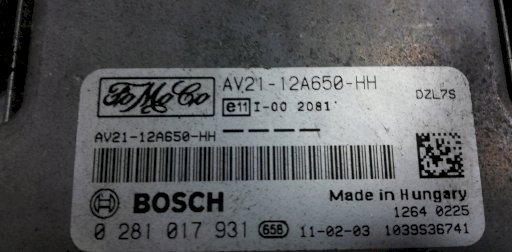 FoMoCo AV21-12A650-HH DZL7S
e11 I-00 2081
AV21-12A650-HH
BOSCH Made in Hungary
1264 0225
0 281 017 931 658 11-02-03 1039S36741